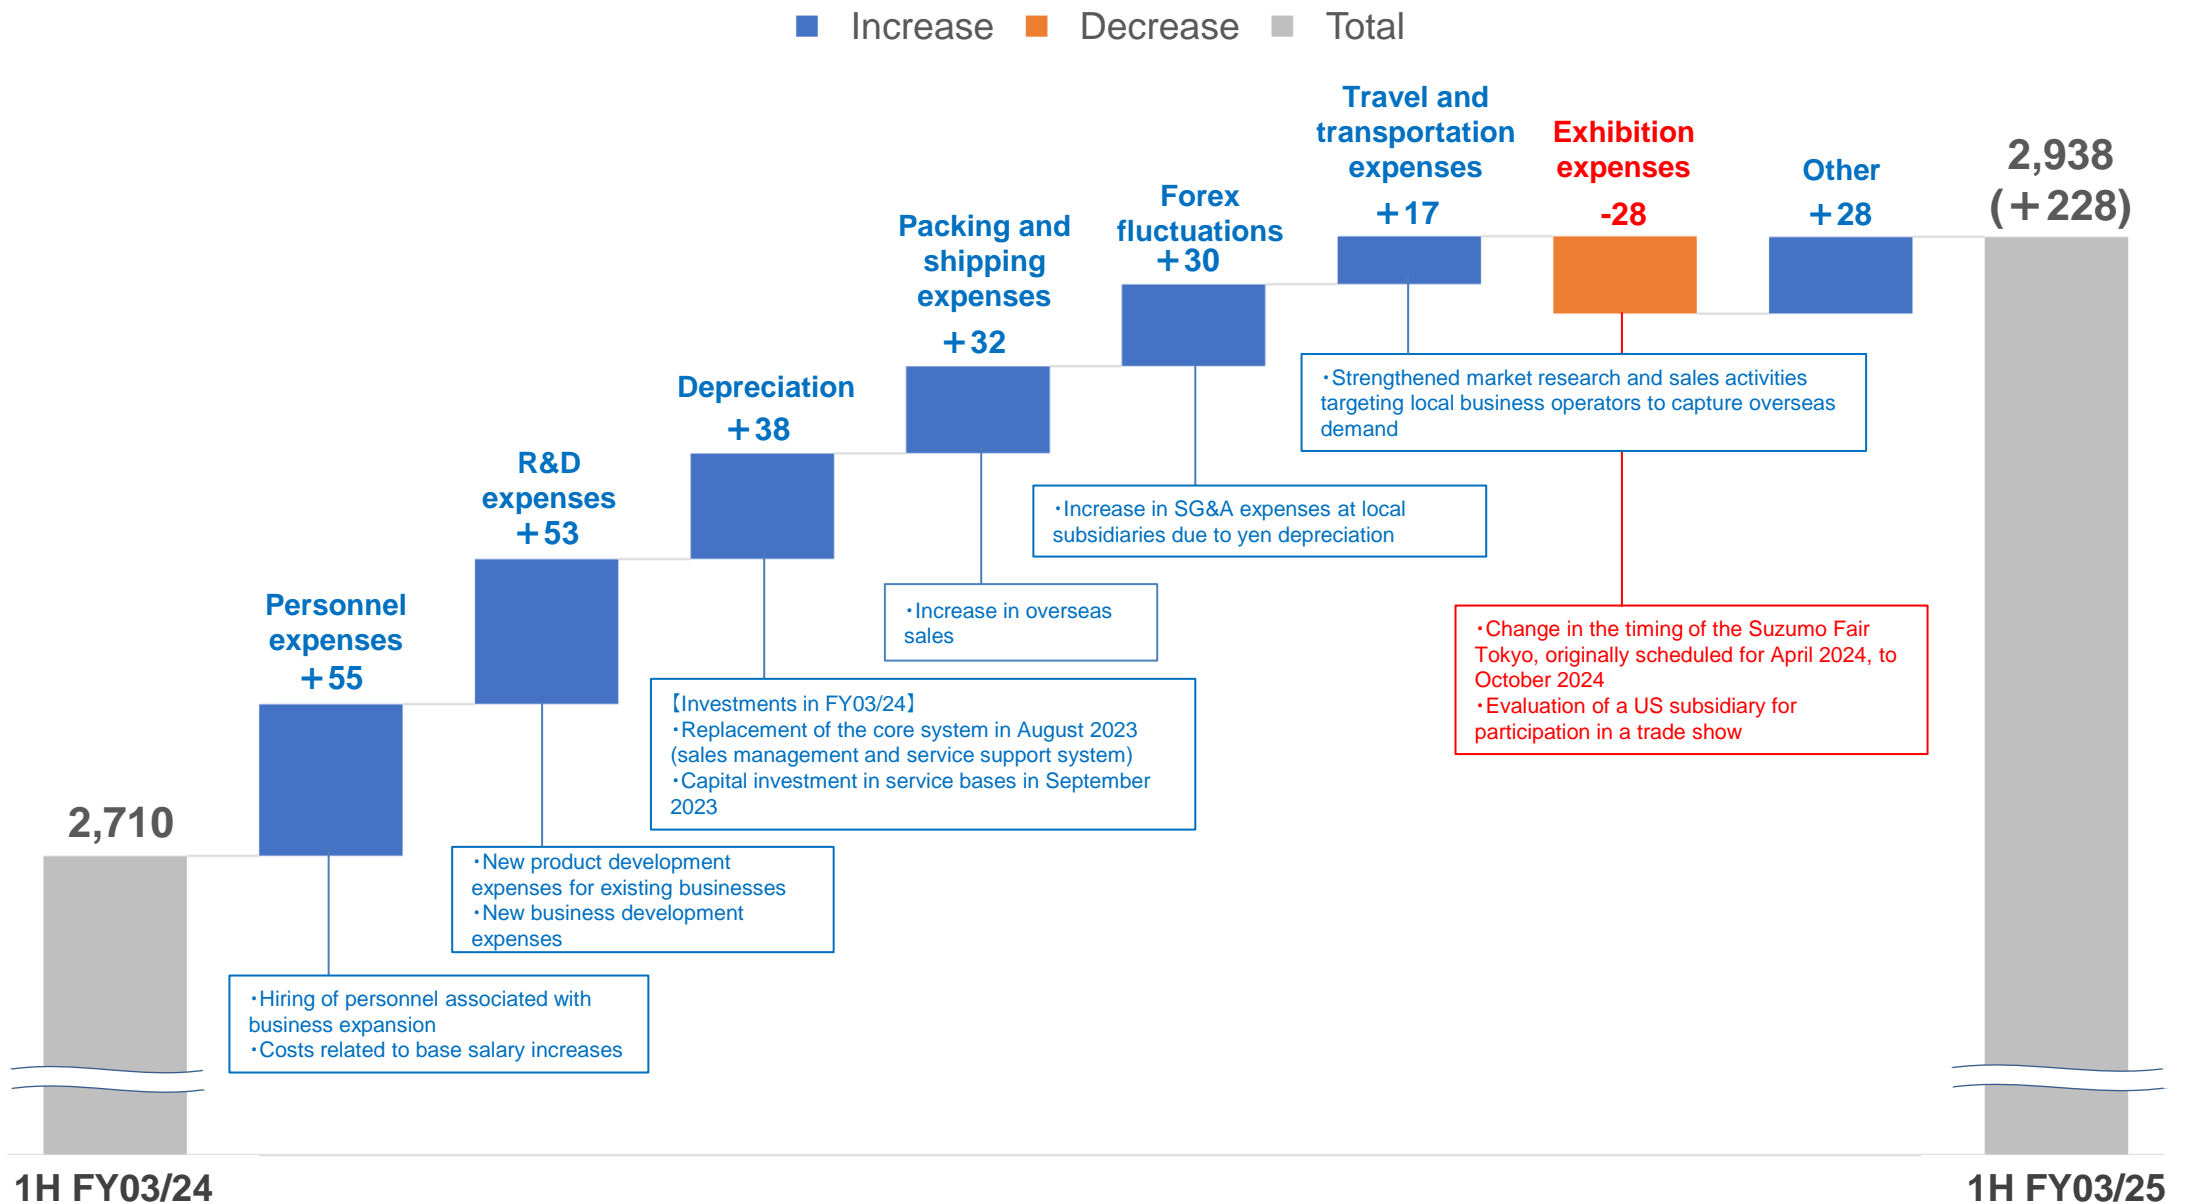 Increase
Decrease
Total
2,710
Personnel
expenses
+55
R&D
expenses
+53
Depreciation
+38
Packing and
shipping
expenses
+32
Forex
fluctuations
+30
Travel and
transportation
expenses
+17
Exhibition
expenses
-28
Other
+28
2,938
(+228)
・Strengthened market research and sales activities
targeting local business operators to capture overseas
demand
・Increase in SG&A expenses at local
subsidiaries due to yen depreciation
・Increase in overseas
sales
・Change in the timing of the Suzumo Fair
Tokyo, originally scheduled for April 2024, to
October 2024
・Evaluation of a US subsidiary for
participation in a trade show
【Investments in FY03/24】
・Replacement of the core system in August 2023
(sales management and service support system)
・Capital investment in service bases in September
2023
・New product development
expenses for existing businesses
・New business development
expenses
・Hiring of personnel associated with
business expansion
・Costs related to base salary increases
1H FY03/24
1H FY03/25